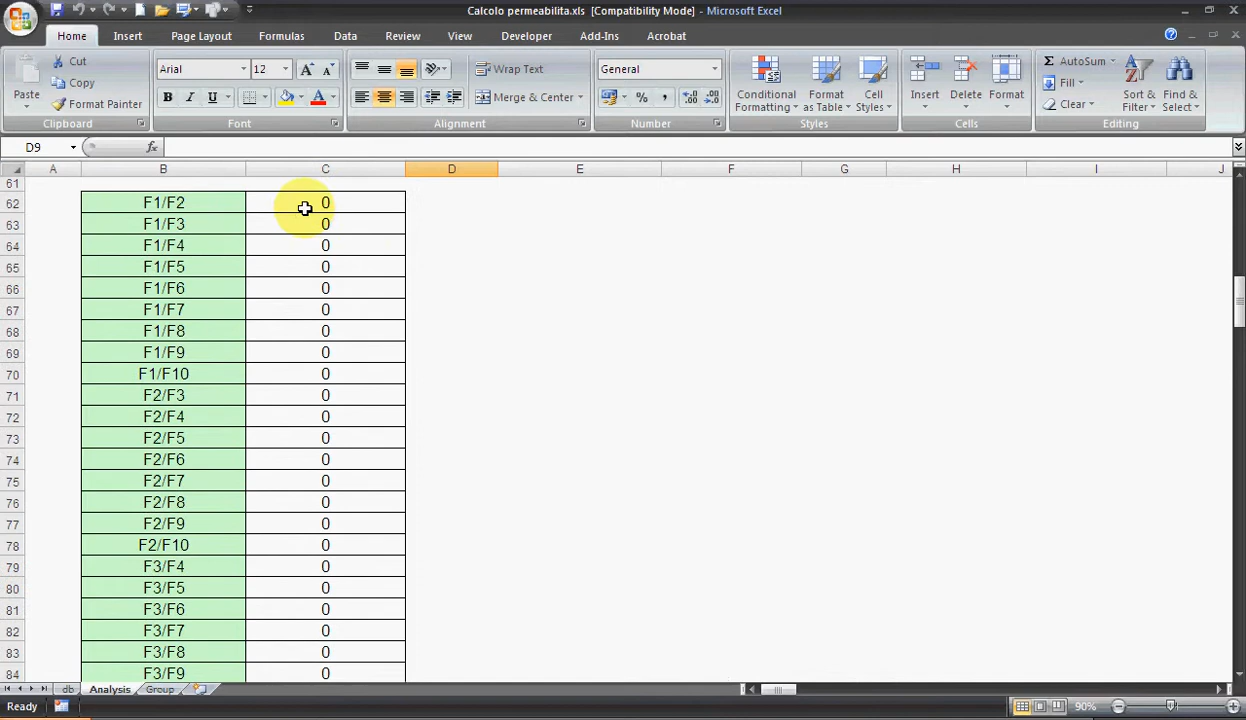 Calcolo permeabilita.xls [Compatibility Mode] - Microsoft Excel
Home Insert Page Layout Formulas Data Review View Developer Add-Ins Acrobat
Paste Cut Copy Format Painter
Arial 12
B I U
Wrap Text
Merge & Center
General
Conditional Formatting Format as Table Cell Styles
Insert Delete Format
Σ AutoSum Fill Clear
Sort & Filter Find & Select
Clipboard Font Alignment Number Styles Cells Editing
D9 fx
A B C D E F G H I J
61
62 F1/F2 0
63 F1/F3 0
64 F1/F4 0
65 F1/F5 0
66 F1/F6 0
67 F1/F7 0
68 F1/F8 0
69 F1/F9 0
70 F1/F10 0
71 F2/F3 0
72 F2/F4 0
73 F2/F5 0
74 F2/F6 0
75 F2/F7 0
76 F2/F8 0
77 F2/F9 0
78 F2/F10 0
79 F3/F4 0
80 F3/F5 0
81 F3/F6 0
82 F3/F7 0
83 F3/F8 0
84 F3/F9 0
db Analysis Group
Ready 90%